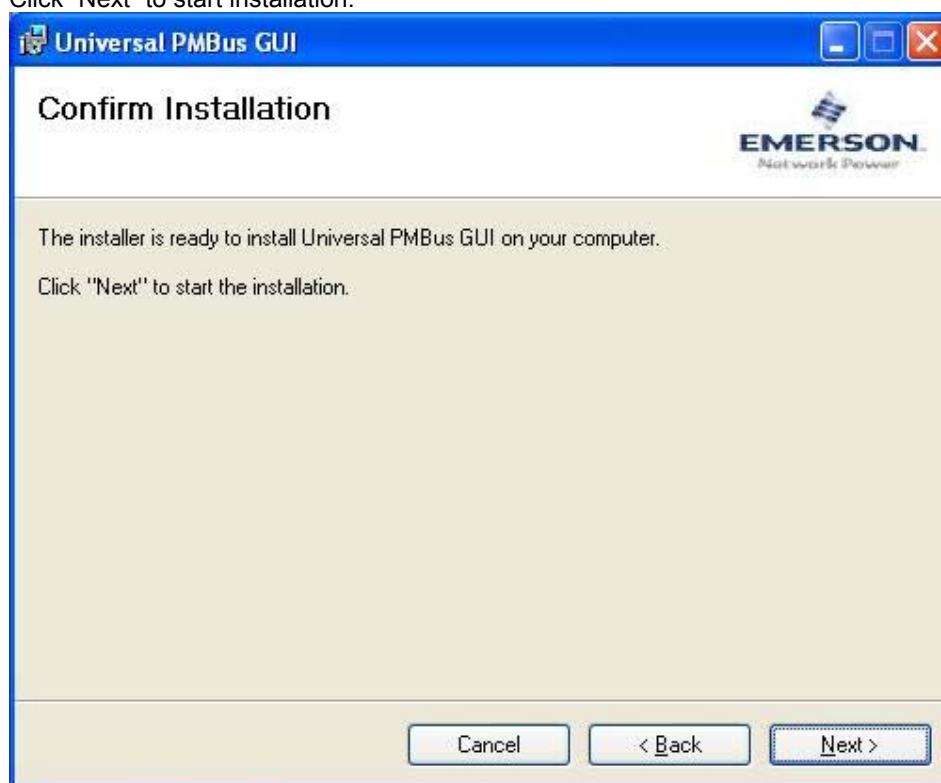 Click "Next" to start installation.
Universal PMBus GUI
Confirm Installation
EMERSON
Network Power
The installer is ready to install Universal PMBus GUI on your computer.
Click "Next" to start the installation.
Cancel
< Back
Next >